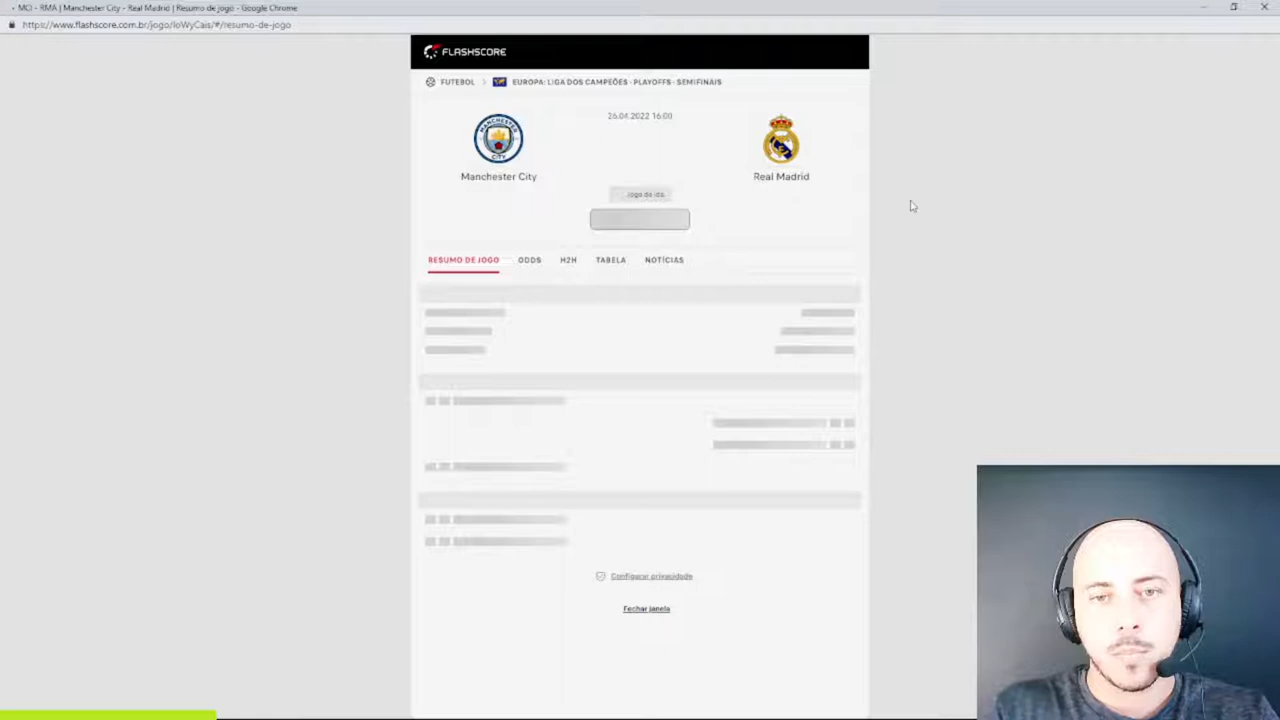 MCI - RMA | Manchester City - Real Madrid | Resumo de jogo - Google Chrome
https://www.flashscore.com.br/jogo/IoWyCais/#/resumo-de-jogo
FLASHSCORE
FUTEBOL > EUROPA: LIGA DOS CAMPEÕES - PLAYOFFS - SEMIFINAIS
26.04.2022 16:00
MANCHESTER CITY
Manchester City
Real Madrid
Jogo de ida.
RESUMO DE JOGO ODDS H2H TABELA NOTÍCIAS
Configurar privacidade
Fechar janela